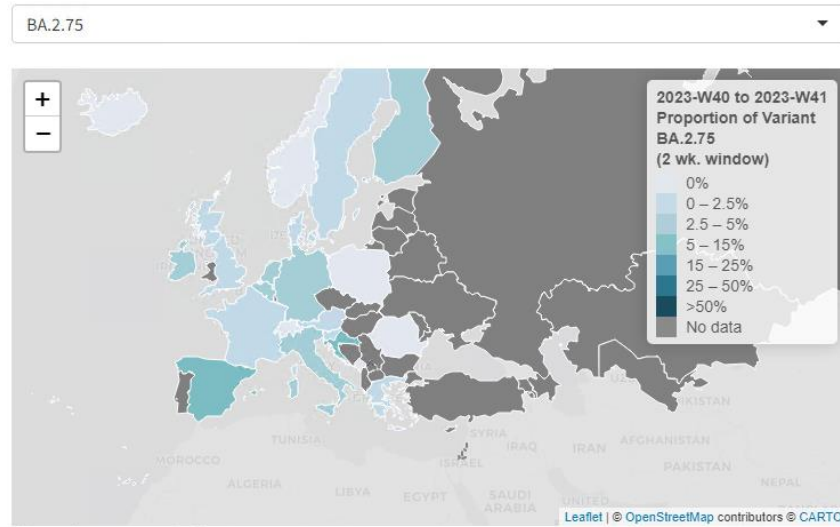 BA.2.75
+
−
2023-W40 to 2023-W41
Proportion of Variant
BA.2.75
(2 wk. window)
0%
0 – 2.5%
2.5 – 5%
5 – 15%
15 – 25%
25 – 50%
>50%
No data
TUNISIA
MOROCCO
ALGERIA
LIBYA
EGYPT
SYRIA
IRAQ
ISRAEL
IRAN
AFGHANISTAN
PAKISTAN
SAUDI
ARABIA
UNITED
NEPAL
Leaflet | © OpenStreetMap contributors © CARTO